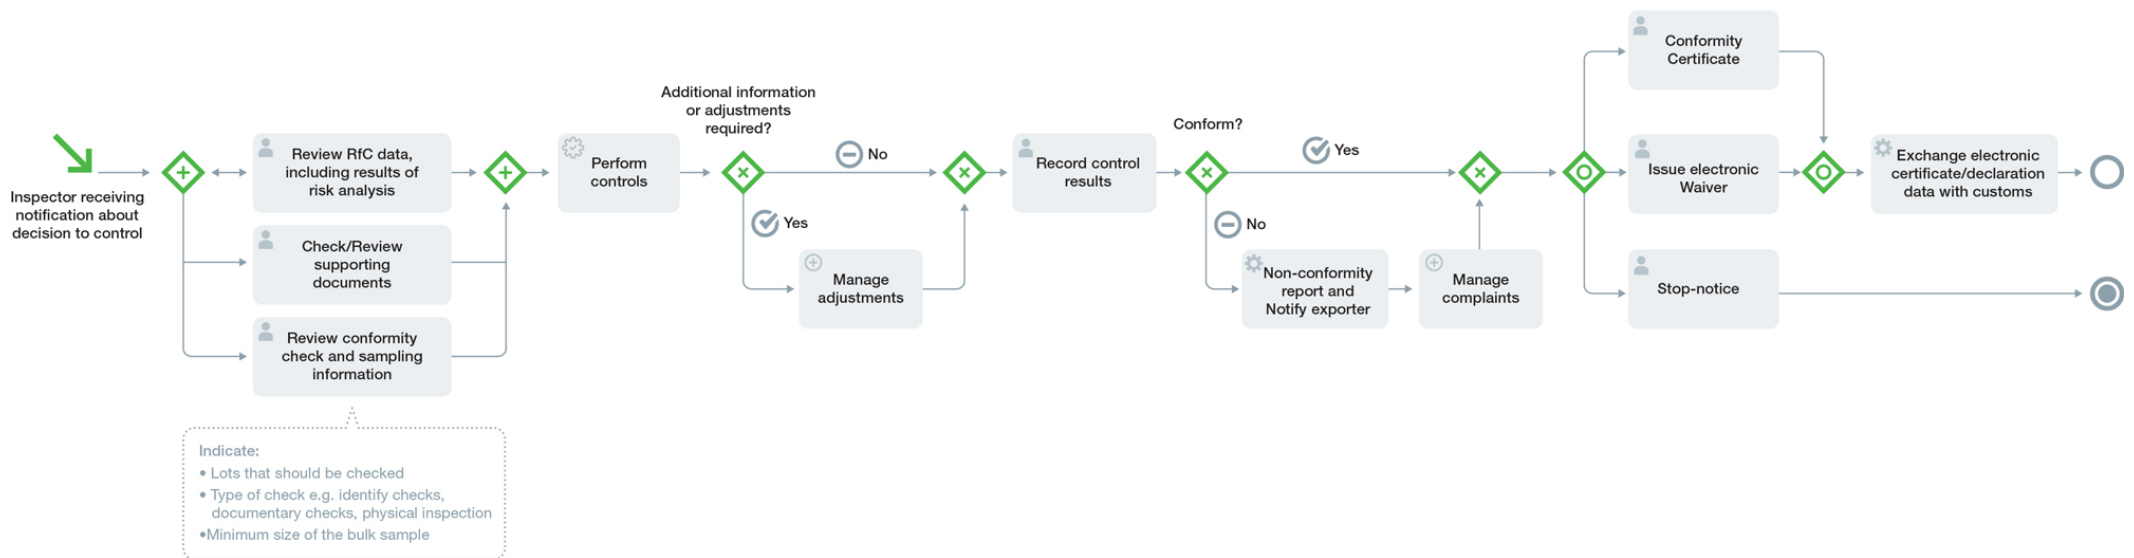 Inspector receiving
notification about
decision to control
Review RfC data,
including results of
risk analysis
Check/Review
supporting
documents
Review conformity
check and sampling
information
Indicate:
• Lots that should be checked
• Type of check e.g. identify checks,
documentary checks, physical inspection
•Minimum size of the bulk sample
Perform
controls
Additional information
or adjustments
required?
No
Yes
Manage
adjustments
Record control
results
Conform?
Yes
No
Non-conformity
report and
Notify exporter
Manage
complaints
Conformity
Certificate
Issue electronic
Waiver
Stop-notice
Exchange electronic
certificate/declaration
data with customs